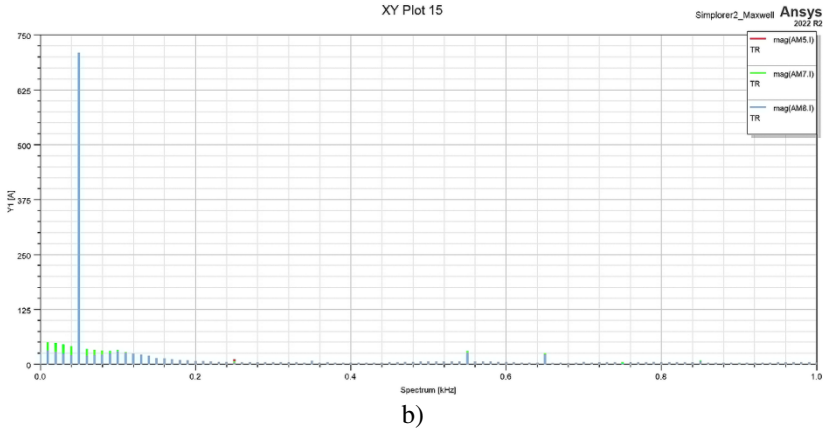 XY Plot 15
Simplorer2_Maxwell Ansys
2022 R2
mag(AM5.I)
TR
mag(AM7.I)
TR
mag(AM6.I)
TR
750
625
500
375
250
125
0
Y1 [A]
0.0 0.2 0.4 0.6 0.8 1.0
Spectrum [kHz]
b)